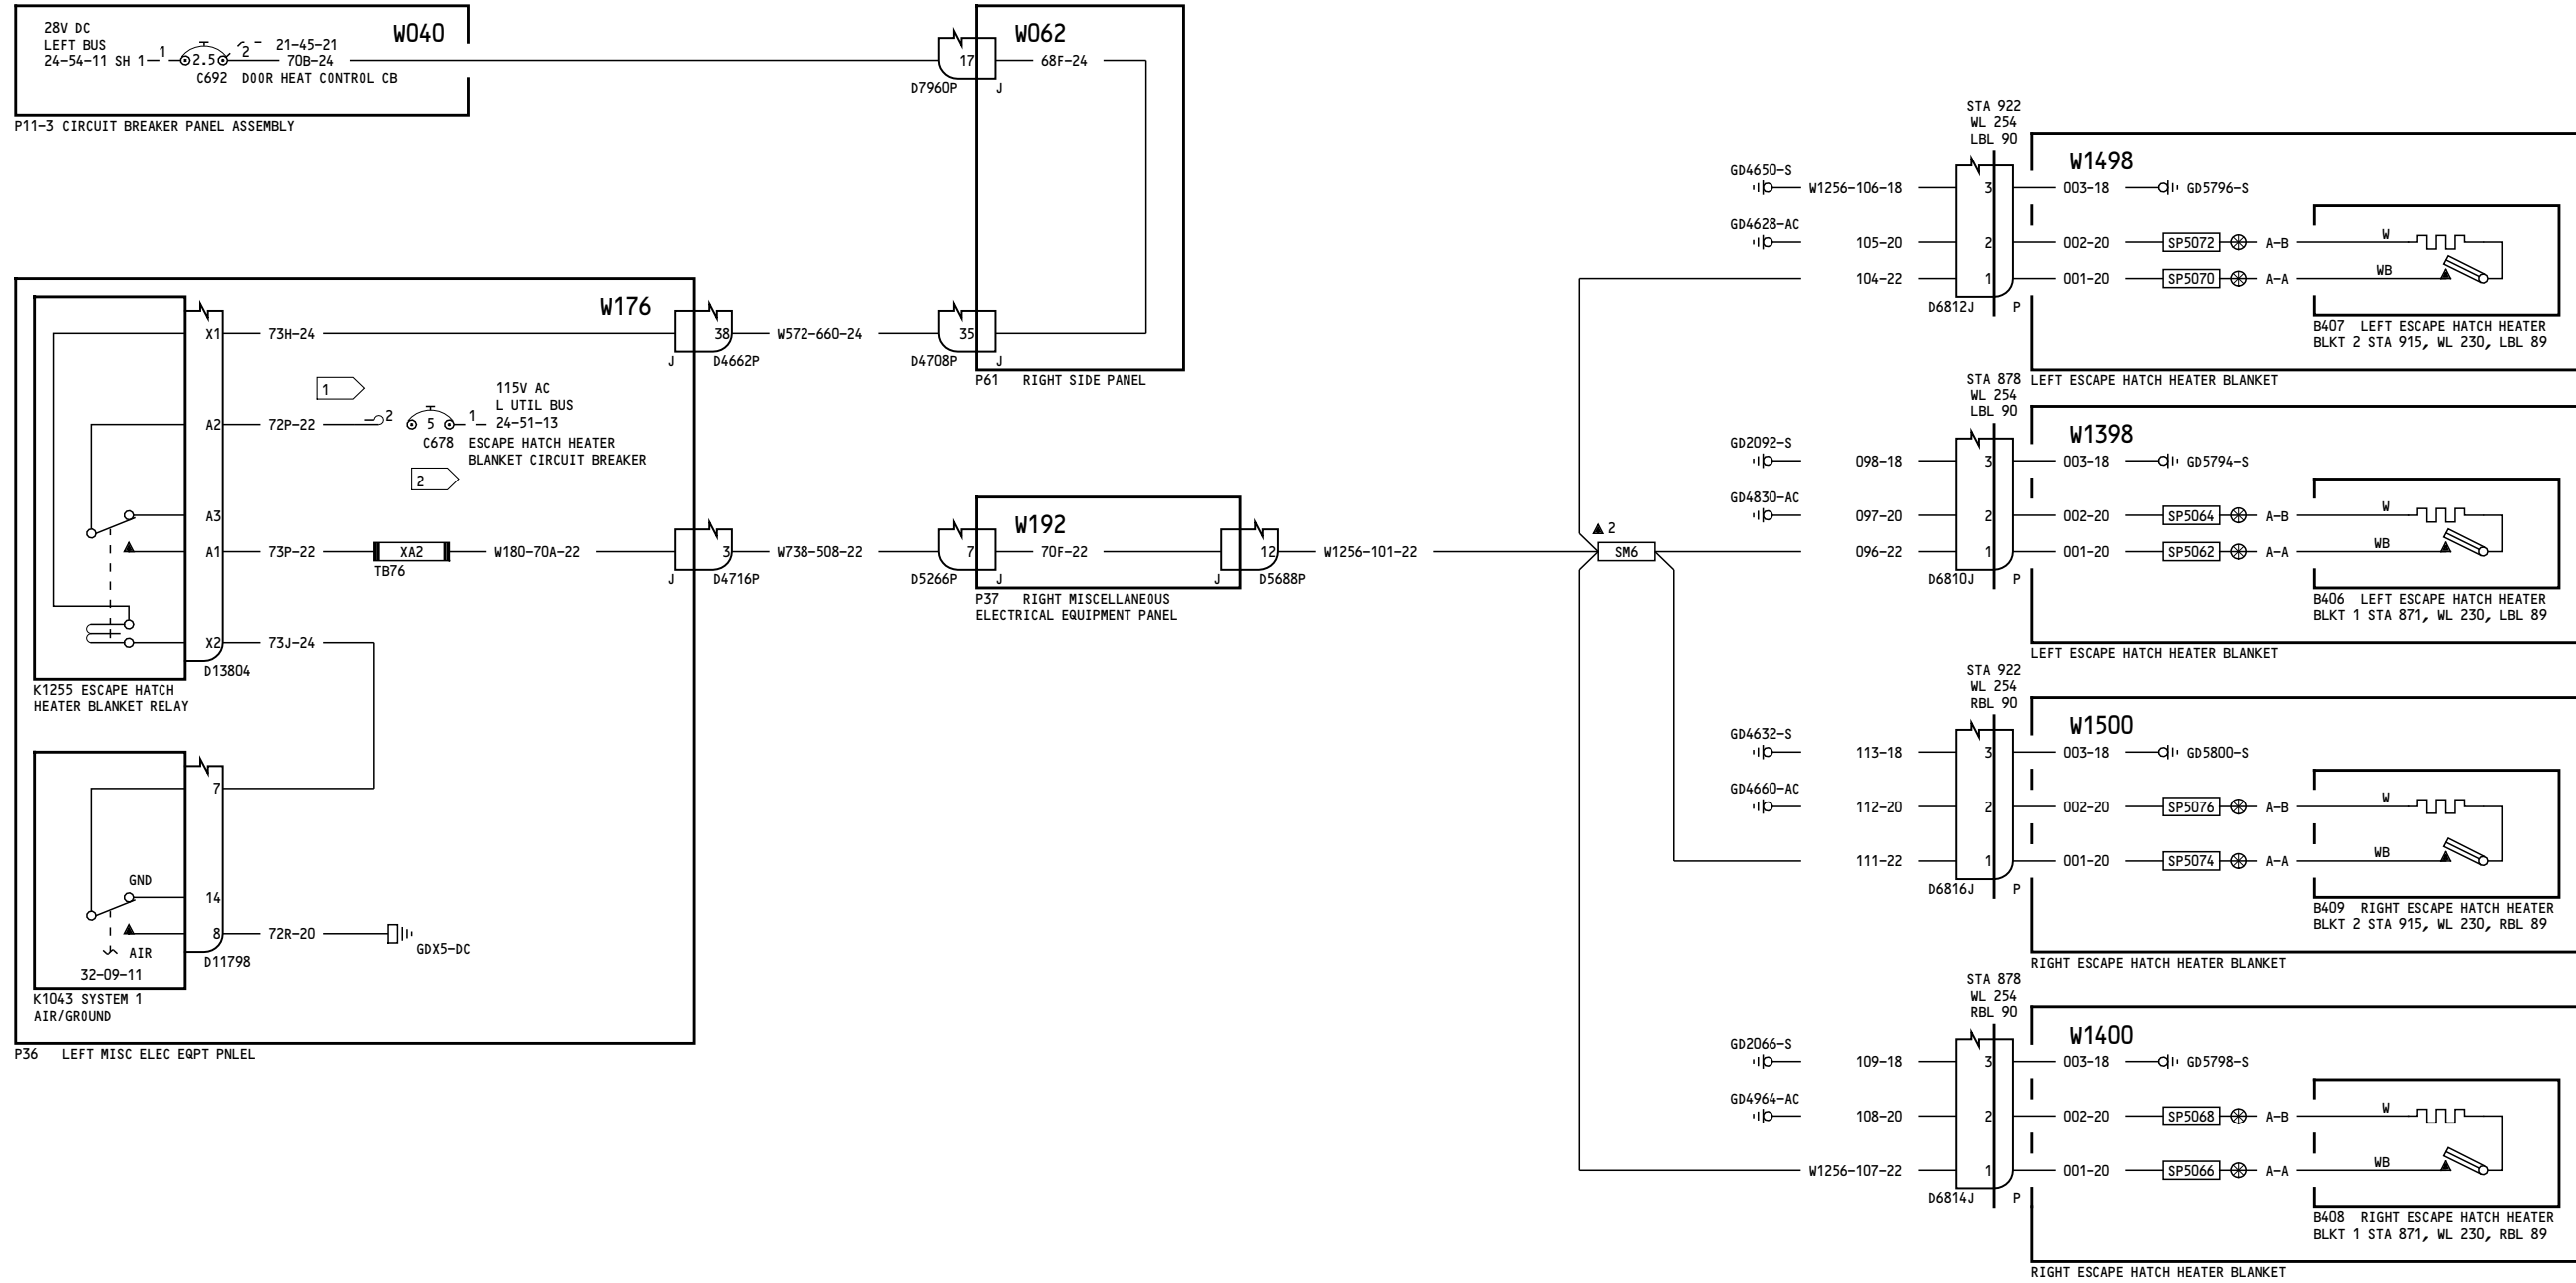 28V DC
LEFT BUS
24-54-11 SH 1
1
2.5
2
21-45-21
70B-24
C692 DOOR HEAT CONTROL CB
W040
P11-3 CIRCUIT BREAKER PANEL ASSEMBLY
17
D7960P
J
W062
68F-24
35
D4708P
J
P61 RIGHT SIDE PANEL
W176
X1
73H-24
38
J
D4662P
W572-660-24
1
A2
72P-22
2
5
1
115V AC
L UTIL BUS
24-51-13
C678 ESCAPE HATCH HEATER
BLANKET CIRCUIT BREAKER
2
A3
A1
73P-22
XA2
TB76
W180-70A-22
3
J
D4716P
W738-508-22
7
D5266P
J
W192
70F-22
J
12
D5688P
P37 RIGHT MISCELLANEOUS
ELECTRICAL EQUIPMENT PANEL
W1256-101-22
2
SM6
X2
73J-24
D13804
K1255 ESCAPE HATCH
HEATER BLANKET RELAY
7
GND
14
8
AIR
32-09-11
72R-20
GDX5-DC
D11798
K1043 SYSTEM 1
AIR/GROUND
P36 LEFT MISC ELEC EQPT PNLEL
STA 922
WL 254
LBL 90
GD4650-S
W1256-106-18
3
003-18
GD5796-S
W1498
GD4628-AC
105-20
2
002-20
SP5072
A-B
W
104-22
1
001-20
SP5070
A-A
WB
D6812J
P
B407 LEFT ESCAPE HATCH HEATER
BLKT 2 STA 915, WL 230, LBL 89
LEFT ESCAPE HATCH HEATER BLANKET
STA 878
WL 254
LBL 90
GD2092-S
098-18
3
003-18
GD5794-S
W1398
GD4830-AC
097-20
2
002-20
SP5064
A-B
W
096-22
1
001-20
SP5062
A-A
WB
D6810J
P
B406 LEFT ESCAPE HATCH HEATER
BLKT 1 STA 871, WL 230, LBL 89
LEFT ESCAPE HATCH HEATER BLANKET
STA 922
WL 254
RBL 90
GD4632-S
113-18
3
003-18
GD5800-S
W1500
GD4660-AC
112-20
2
002-20
SP5076
A-B
W
111-22
1
001-20
SP5074
A-A
WB
D6816J
P
B409 RIGHT ESCAPE HATCH HEATER
BLKT 2 STA 915, WL 230, RBL 89
RIGHT ESCAPE HATCH HEATER BLANKET
STA 878
WL 254
RBL 90
GD2066-S
109-18
3
003-18
GD5798-S
W1400
GD4964-AC
108-20
2
002-20
SP5068
A-B
W
W1256-107-22
1
001-20
SP5066
A-A
WB
D6814J
P
B408 RIGHT ESCAPE HATCH HEATER
BLKT 1 STA 871, WL 230, RBL 89
RIGHT ESCAPE HATCH HEATER BLANKET